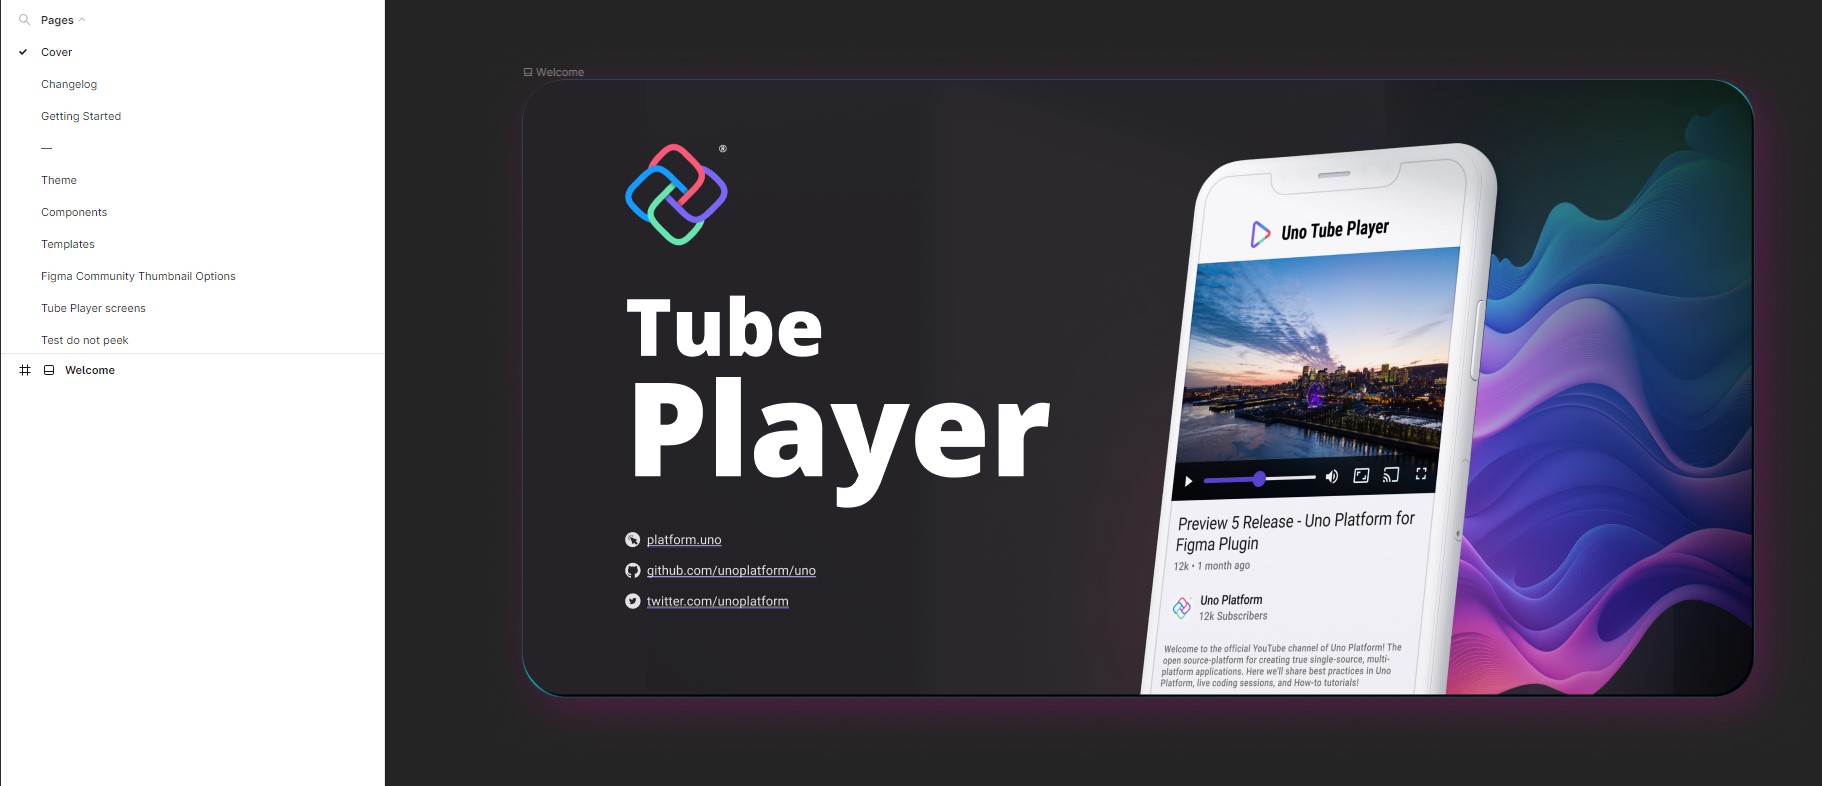 Pages
Cover
Changelog
Getting Started
—
Theme
Components
Templates
Figma Community Thumbnail Options
Tube Player screens
Test do not peek
Welcome
Welcome
®
Tube
Player
platform.uno
github.com/unoplatform/uno
twitter.com/unoplatform
Uno Tube Player
Preview 5 Release - Uno Platform for
Figma Plugin
12k • 1 month ago
Uno Platform
12k Subscribers
Welcome to the official YouTube channel of Uno Platform! The
open source-platform for creating true single-source, multi-
platform applications. Here we'll share best practices in Uno
Platform, live coding sessions, and How-to tutorials!